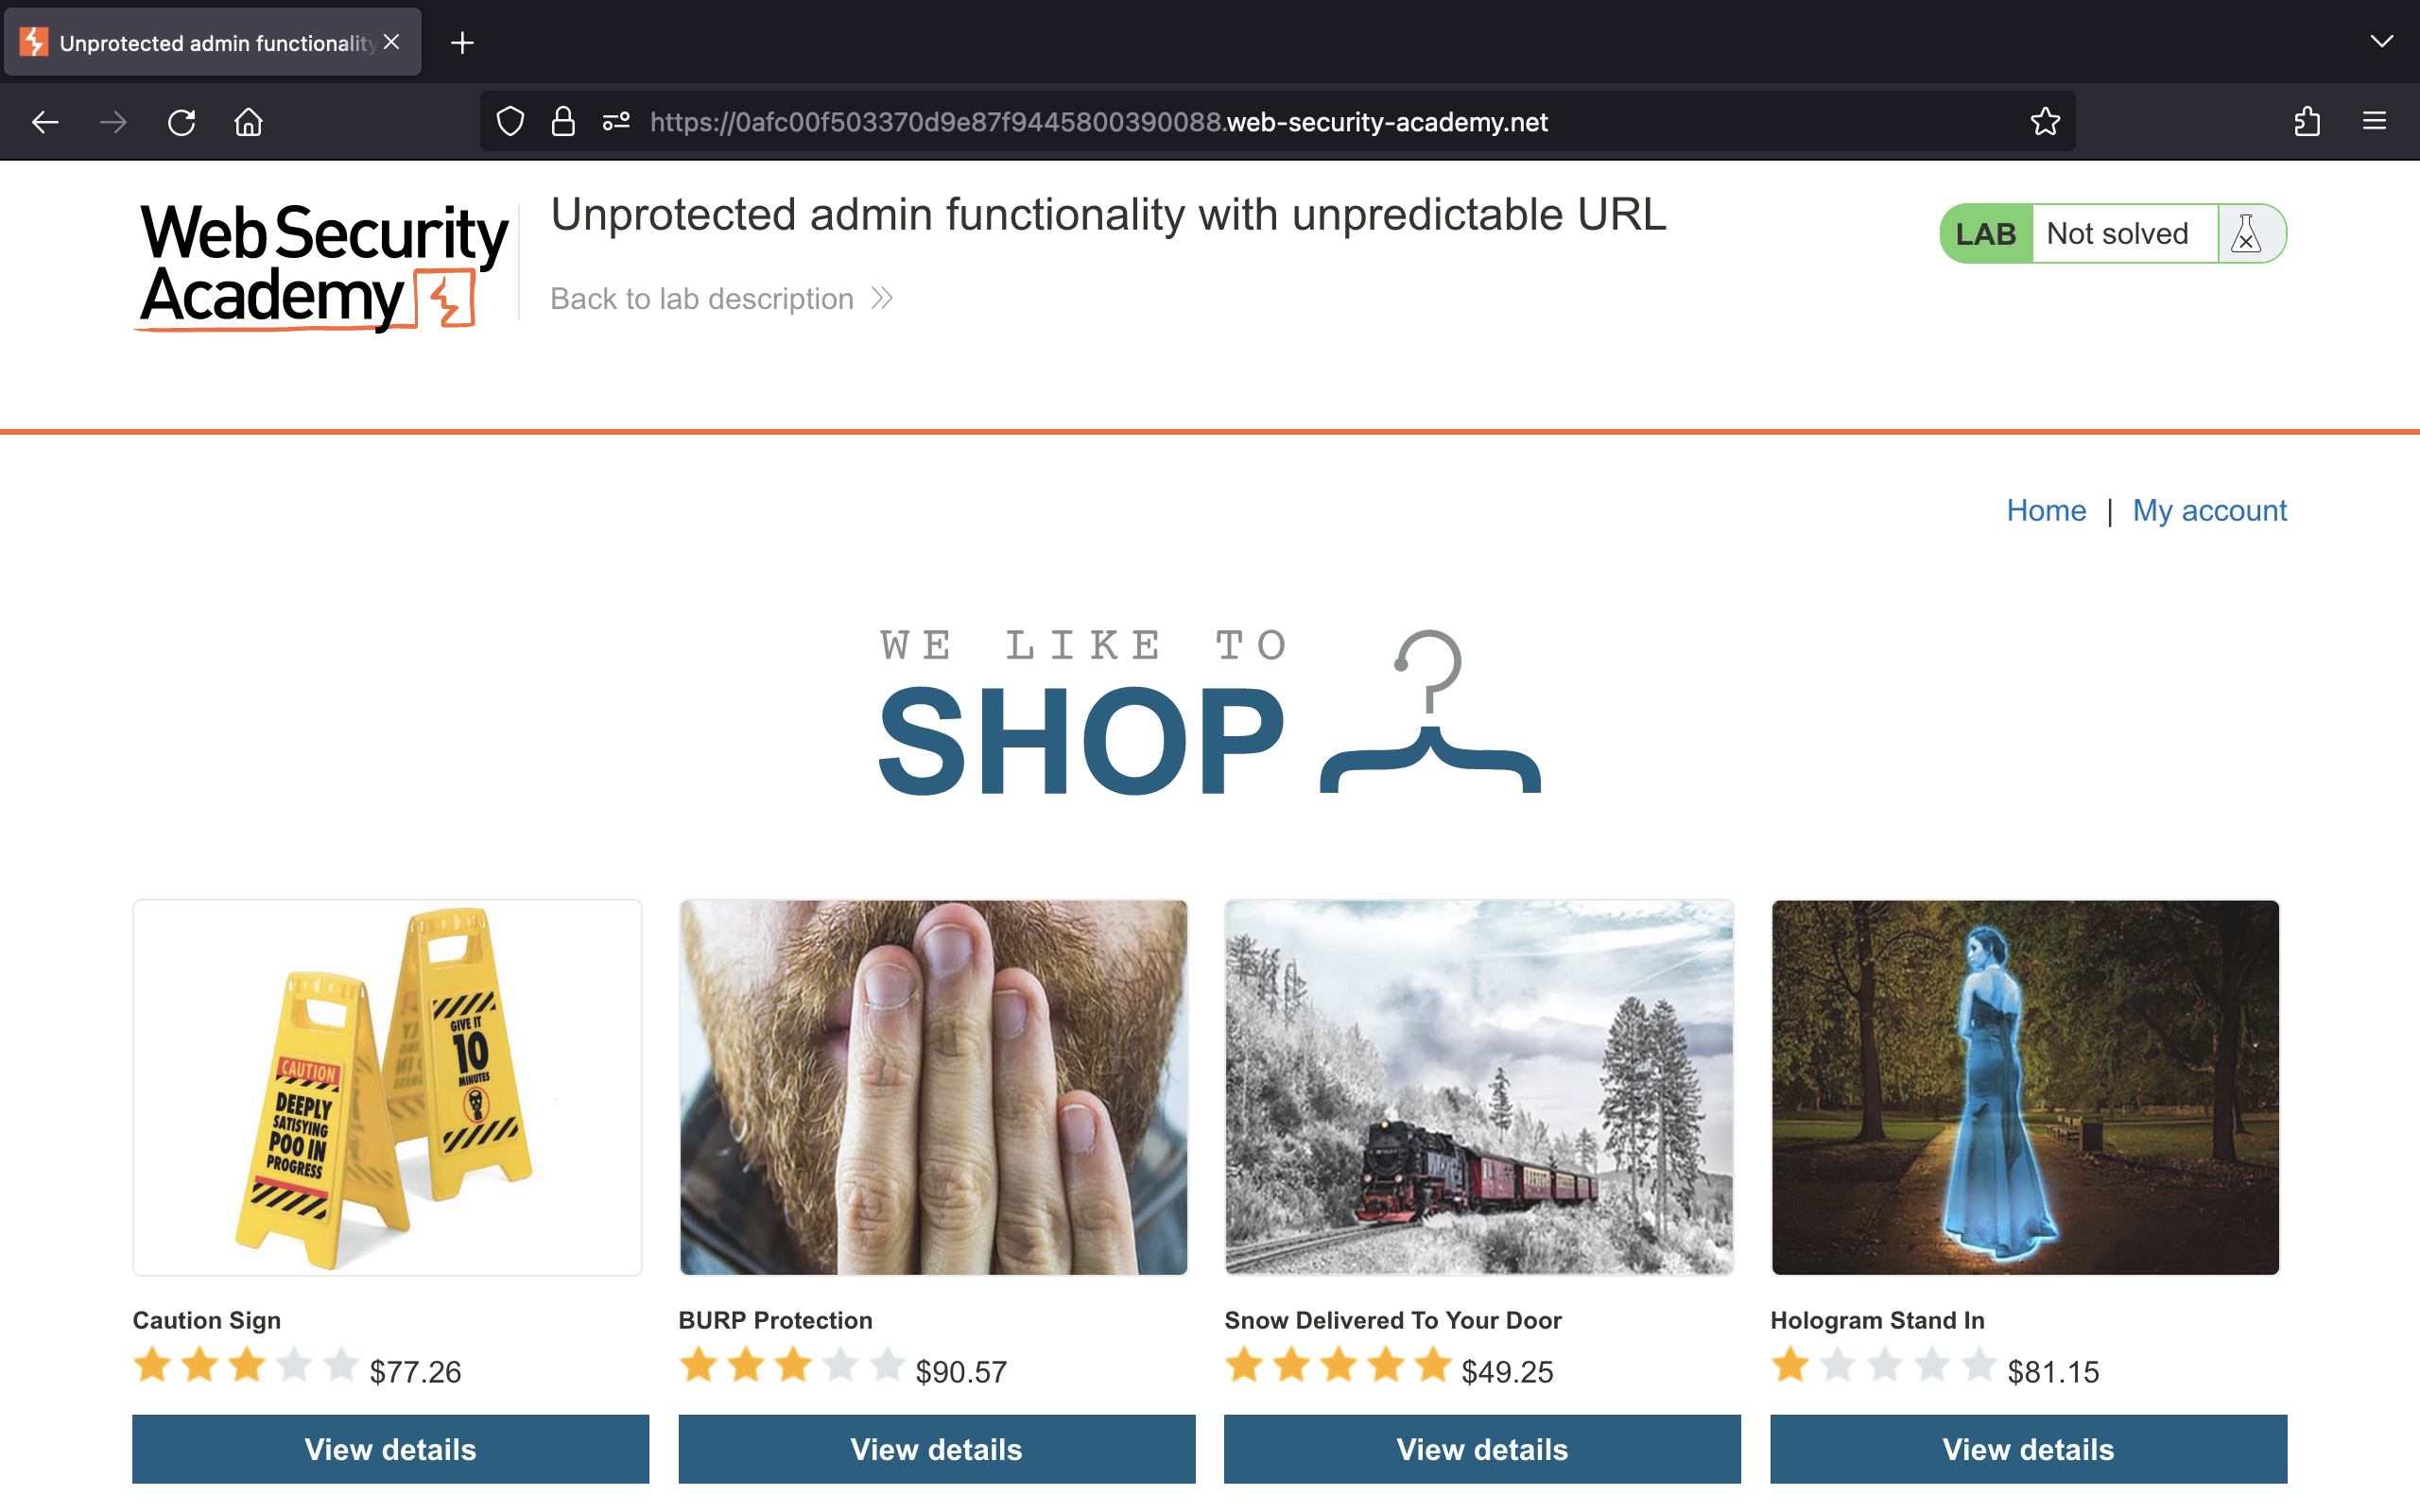 Unprotected admin functionality
https://0afc00f503370d9e87f9445800390088.web-security-academy.net
Web Security
Academy
Unprotected admin functionality with unpredictable URL
Back to lab description
LAB Not solved
Home | My account
WE LIKE TO
SHOP
CAUTION
DEEPLY
SATISYING
POO IN
PROGRESS
GIVE IT
10
MINUTES
Caution Sign
$77.26
View details
BURP Protection
$90.57
View details
Snow Delivered To Your Door
$49.25
View details
Hologram Stand In
$81.15
View details